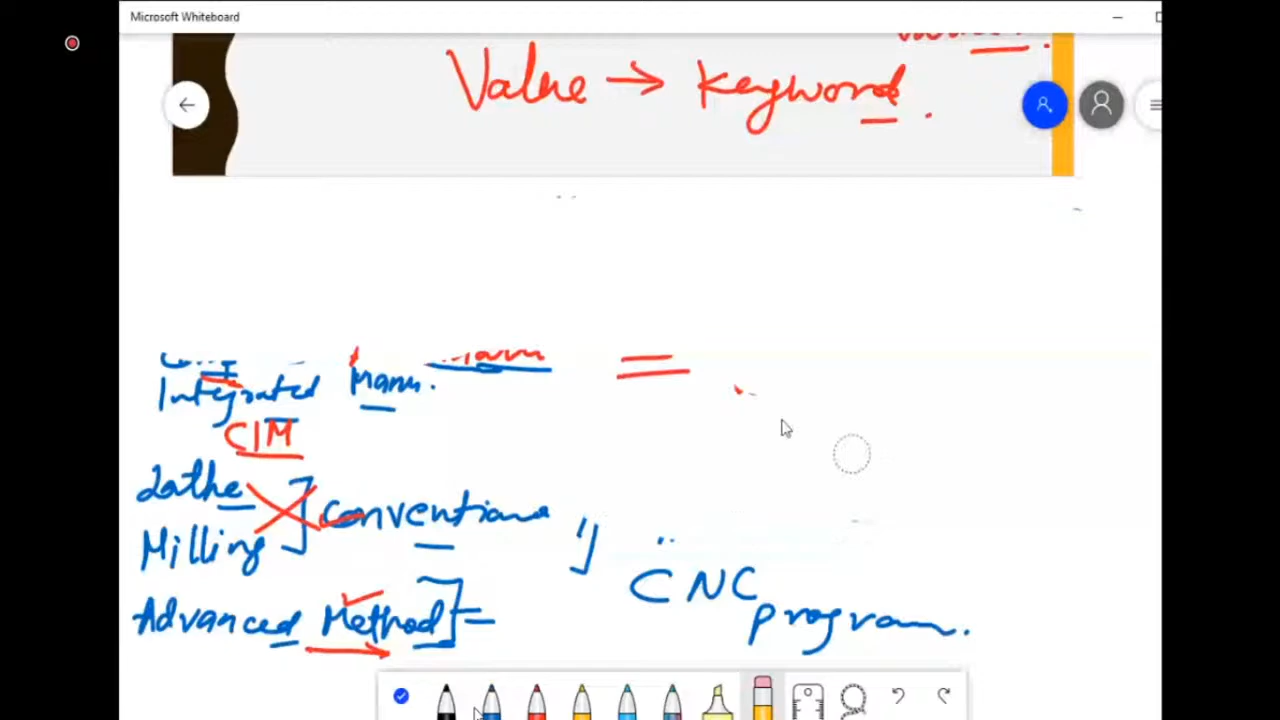 Microsoft Whiteboard
Value → Keyword.
Integrated Manu.
CIM
Lathe
Milling
Conventiona
Advanced Method
CNC
program.